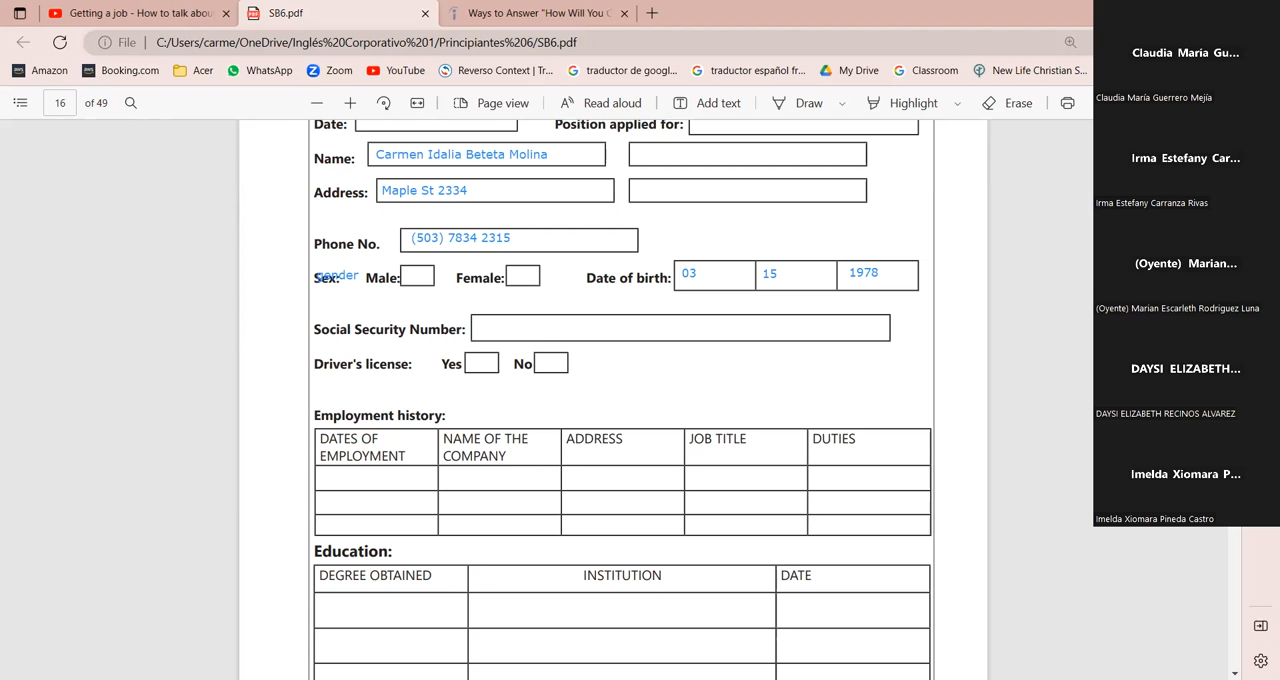 Getting a job - How to talk abou
SB6.pdf
Ways to Answer "How Will You C
File
C:/Users/carme/OneDrive/Inglés%20Corporativo%201/Principiantes%206/SB6.pdf
Amazon
Booking.com
Acer
WhatsApp
Zoom
YouTube
Reverso Context | Tr...
traductor de googl...
traductor español fr...
My Drive
Classroom
New Life Christian S...
16 of 49
Page view
Read aloud
Add text
Draw
Highlight
Erase
Date:
Position applied for:
Name: Carmen Idalia Beteta Molina
Address: Maple St 2334
Phone No. (503) 7834 2315
Sex: gender Male: Female: Date of birth: 03 15 1978
Social Security Number:
Driver's license: Yes No
Employment history:
DATES OF EMPLOYMENT NAME OF THE COMPANY ADDRESS JOB TITLE DUTIES
Education:
DEGREE OBTAINED INSTITUTION DATE
Claudia Maria Gu...
Claudia María Guerrero Mejía
Irma Estefany Car...
Irma Estefany Carranza Rivas
(Oyente) Marian...
(Oyente) Marian Escarleth Rodriguez Luna
DAYSI ELIZABETH...
DAYSI ELIZABETH RECINOS ALVAREZ
Imelda Xiomara P...
Imelda Xiomara Pineda Castro